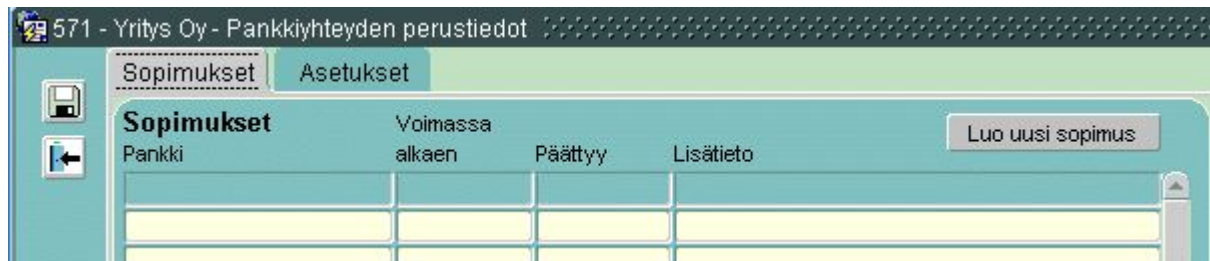 571 - Yritys Oy - Pankkiyhteyden perustiedot
Sopimukset Asetukset
Sopimukset Voimassa Luo uusi sopimus
Pankki alkaen Päättyy Lisätieto